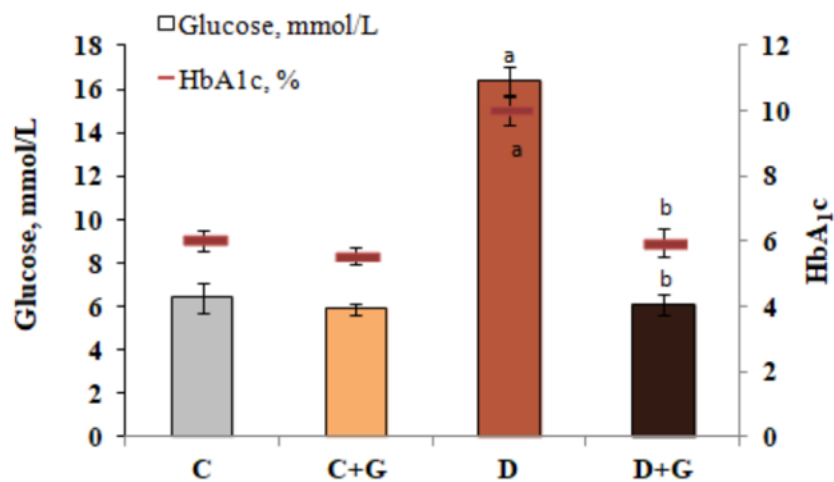 Glucose, mmol/L
HbA1c, %
Glucose, mmol/L
18
16
14
12
10
8
6
4
2
0
a
a
b
b
12
10
8
6
4
2
0
HbA₁c
C
C+G
D
D+G